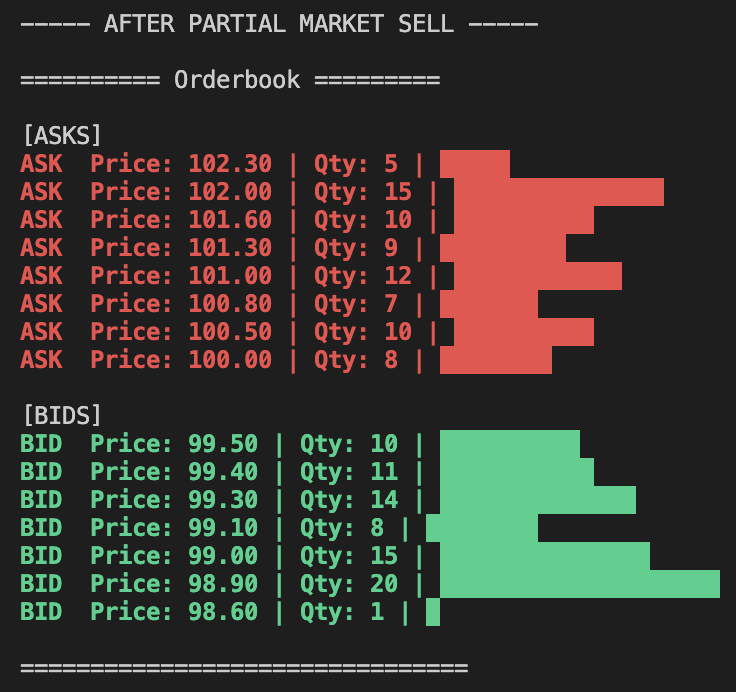 ----- AFTER PARTIAL MARKET SELL -----
========== Orderbook =========
[ASKS]
ASK  Price: 102.30 | Qty: 5 |
ASK  Price: 102.00 | Qty: 15 |
ASK  Price: 101.60 | Qty: 10 |
ASK  Price: 101.30 | Qty: 9 |
ASK  Price: 101.00 | Qty: 12 |
ASK  Price: 100.80 | Qty: 7 |
ASK  Price: 100.50 | Qty: 10 |
ASK  Price: 100.00 | Qty: 8 |
[BIDS]
BID  Price: 99.50 | Qty: 10 |
BID  Price: 99.40 | Qty: 11 |
BID  Price: 99.30 | Qty: 14 |
BID  Price: 99.10 | Qty: 8 |
BID  Price: 99.00 | Qty: 15 |
BID  Price: 98.90 | Qty: 20 |
BID  Price: 98.60 | Qty: 1 |
================================